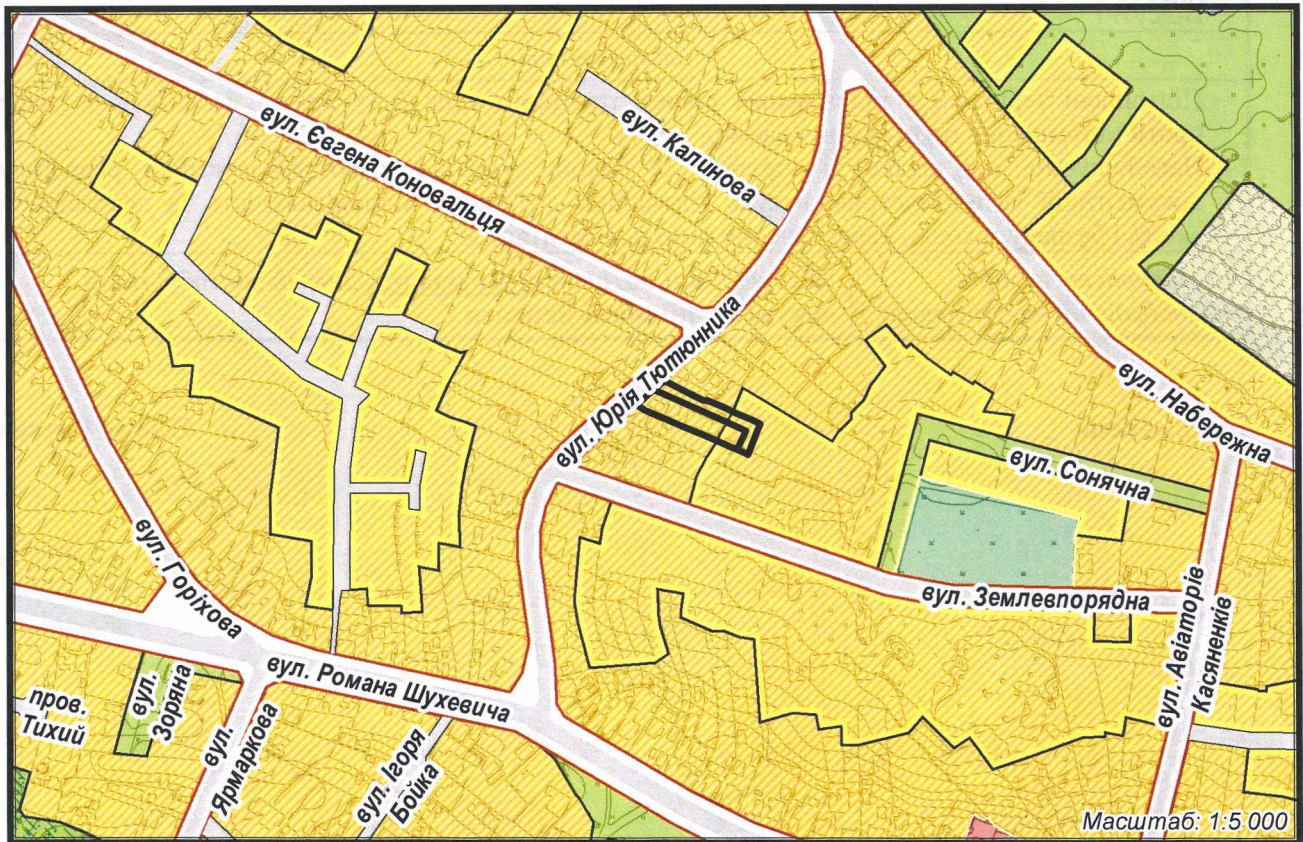 вул. Євгена Коновальця
вул. Калинова
вул. Юрія Тютюнника
вул. Набережна
вул. Сонячна
вул. Землевпорядна
вул. Авіаторів
Касяненків
вул. Горіхова
вул. Романа Шухевича
пров.
Тихий
вул.
Зоряна
вул.
Ярмаркова
вул. Ігоря
Бойка
Масштаб: 1:5 000